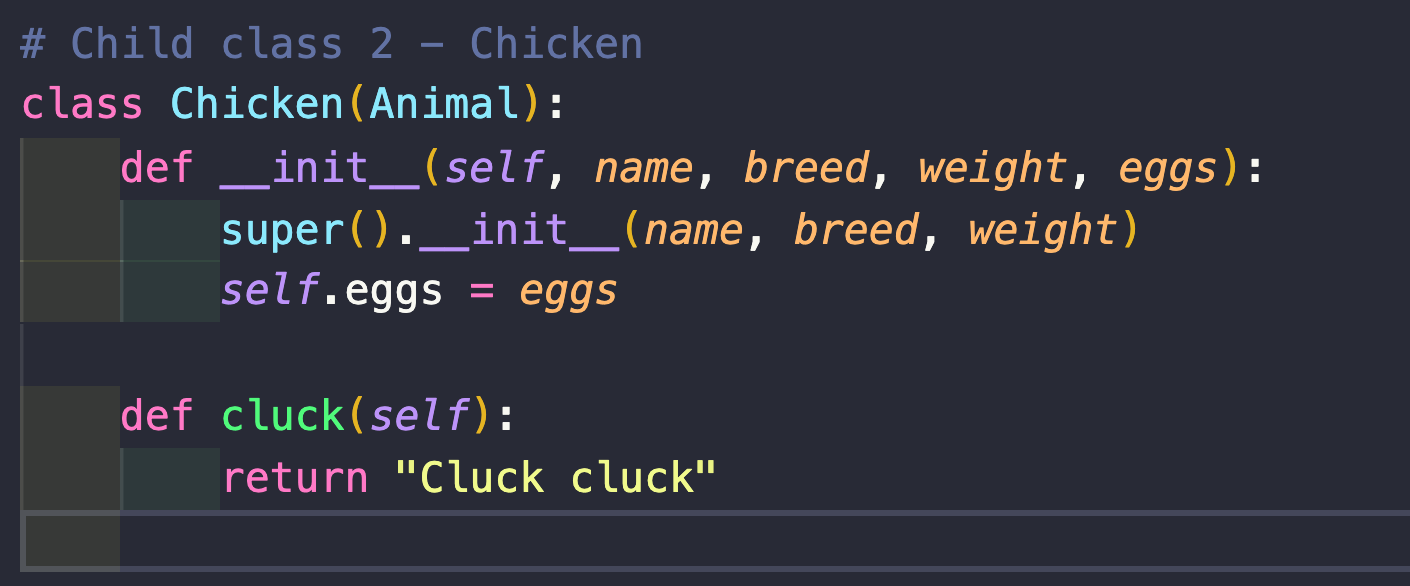 # Child class 2 - Chicken
class Chicken(Animal):
    def __init__(self, name, breed, weight, eggs):
        super().__init__(name, breed, weight)
        self.eggs = eggs

    def cluck(self):
        return "Cluck cluck"